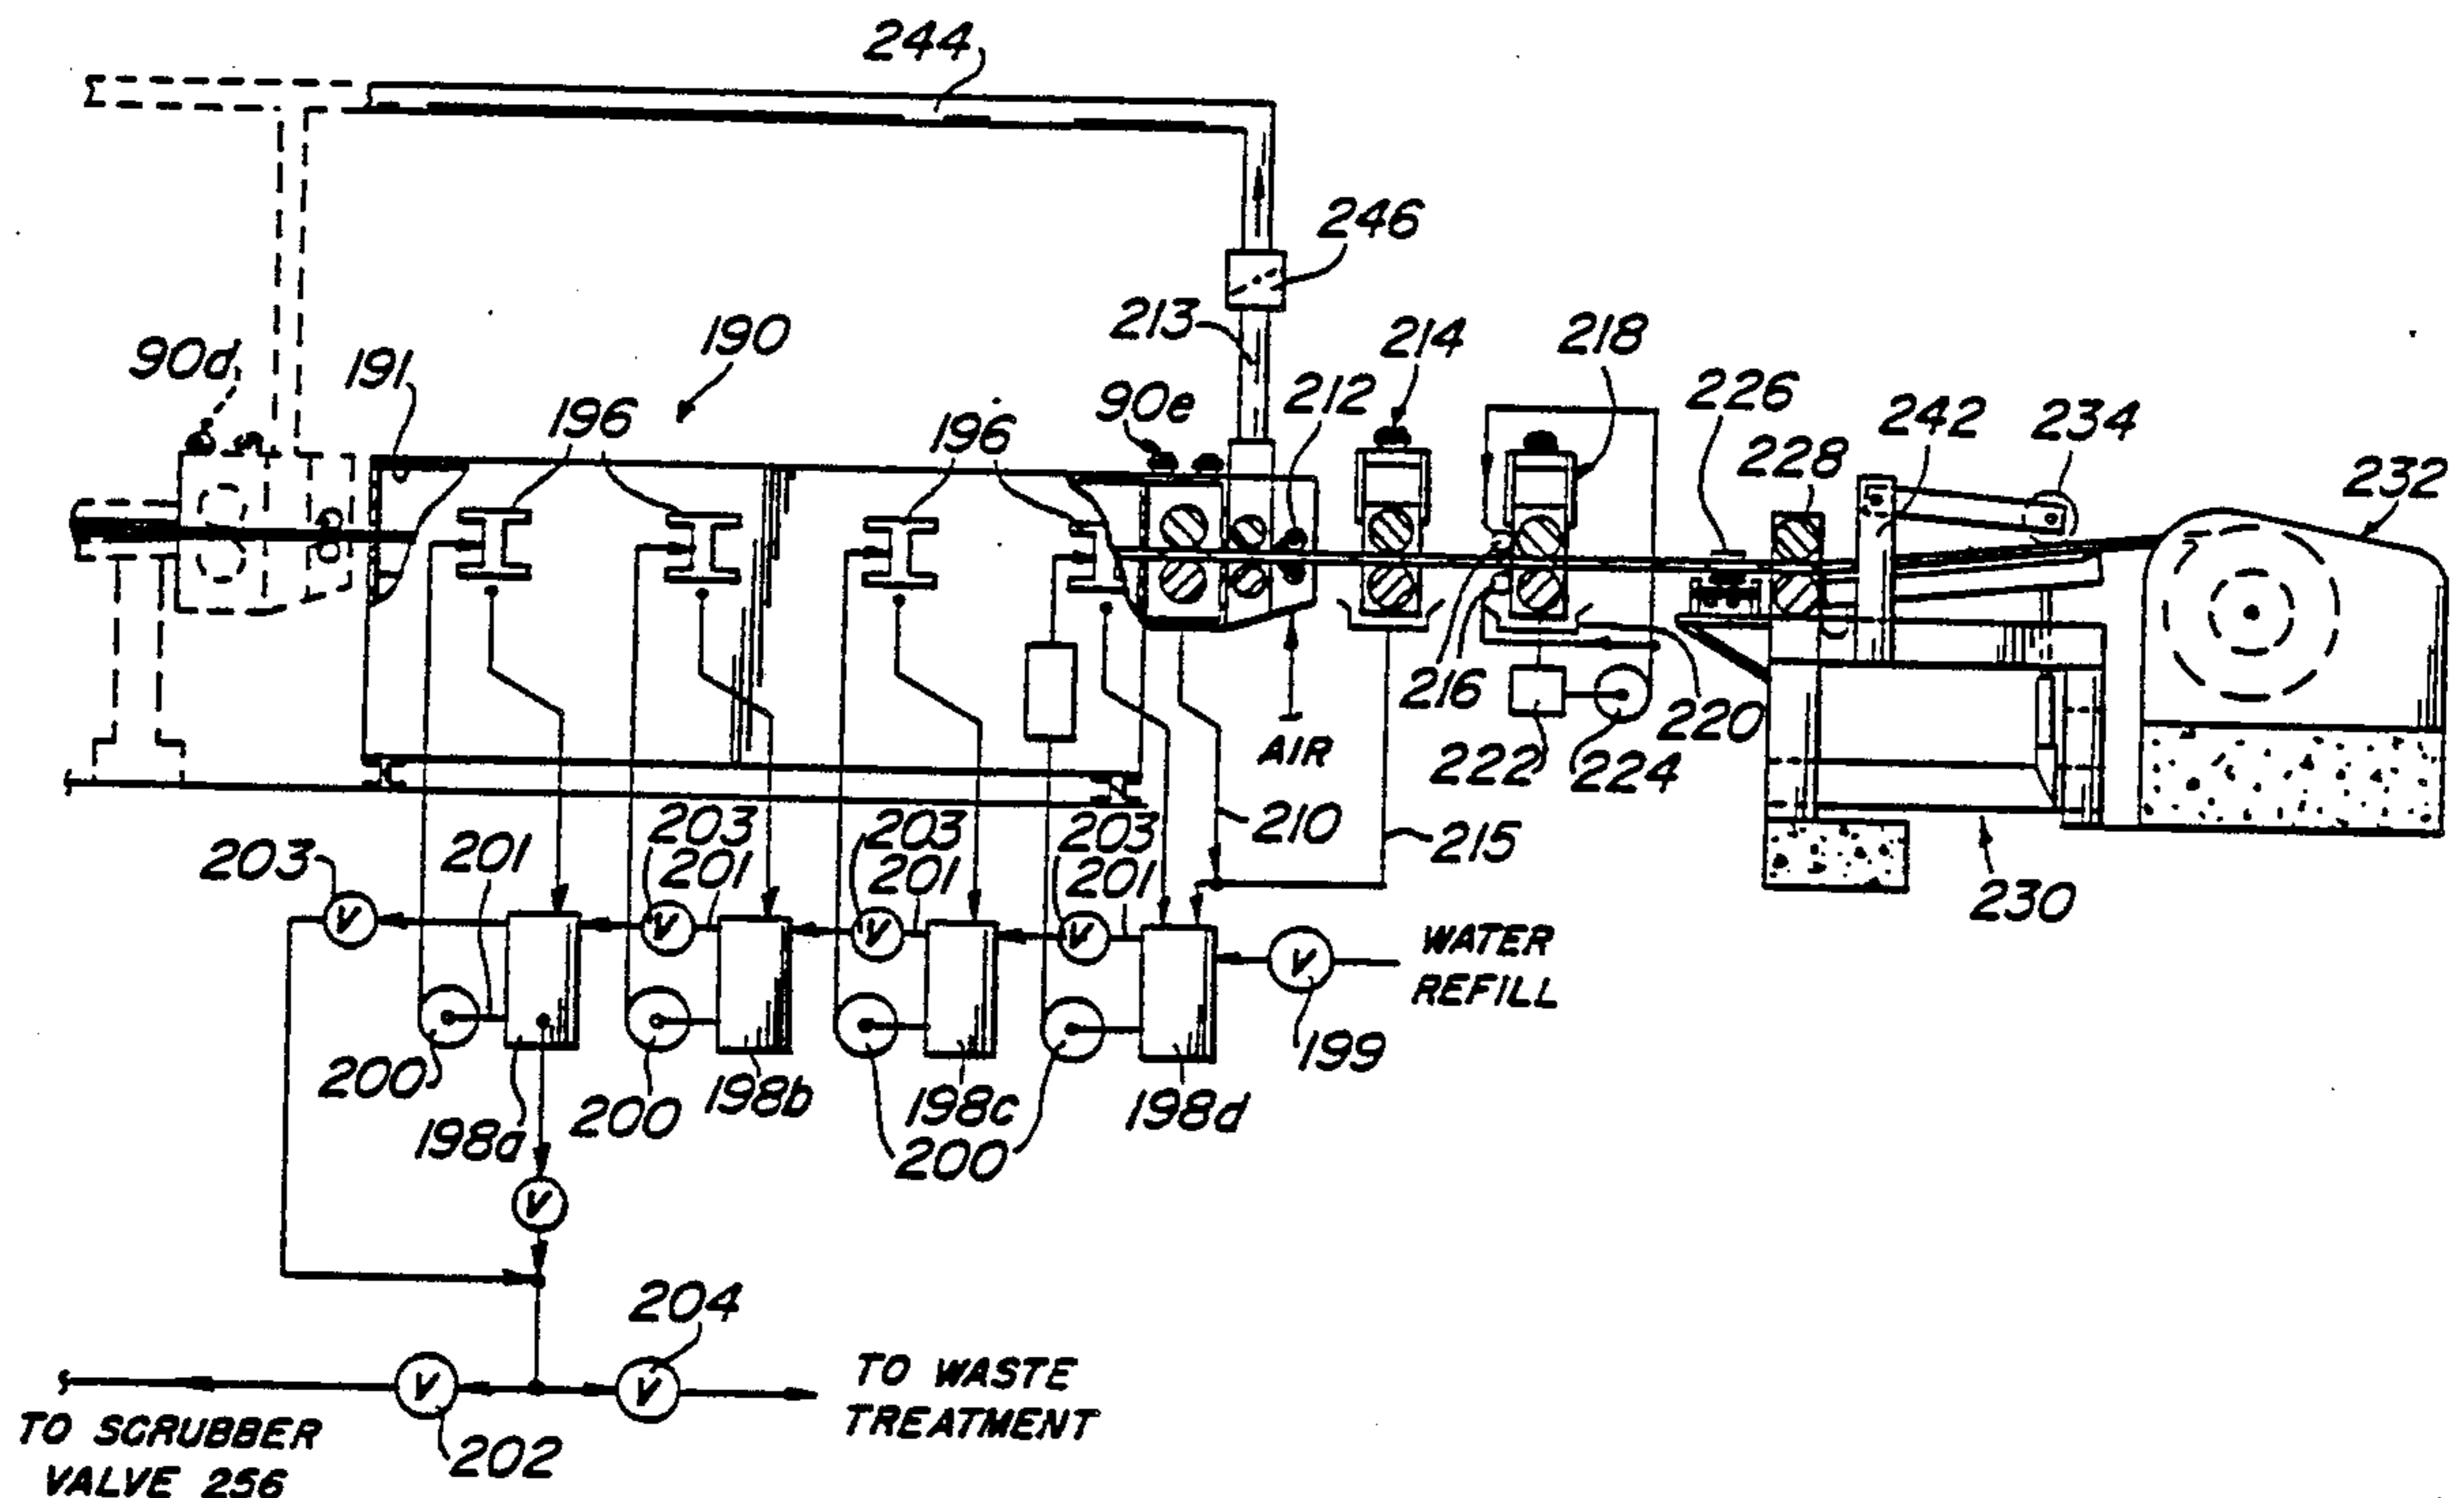 244
246
213
214
218
190
90d
191
196
196
90e
212
226
242
234
228
232
216
220
222
224
AIR
210
215
203
201
203
201
203
201
203
201
230
V
V
V
V
V
WATER
REFILL
199
200
198a
200
198b
198c
200
198d
V
204
V
V
TO WASTE
TREATMENT
TO SCRUBBER
VALVE 256
202